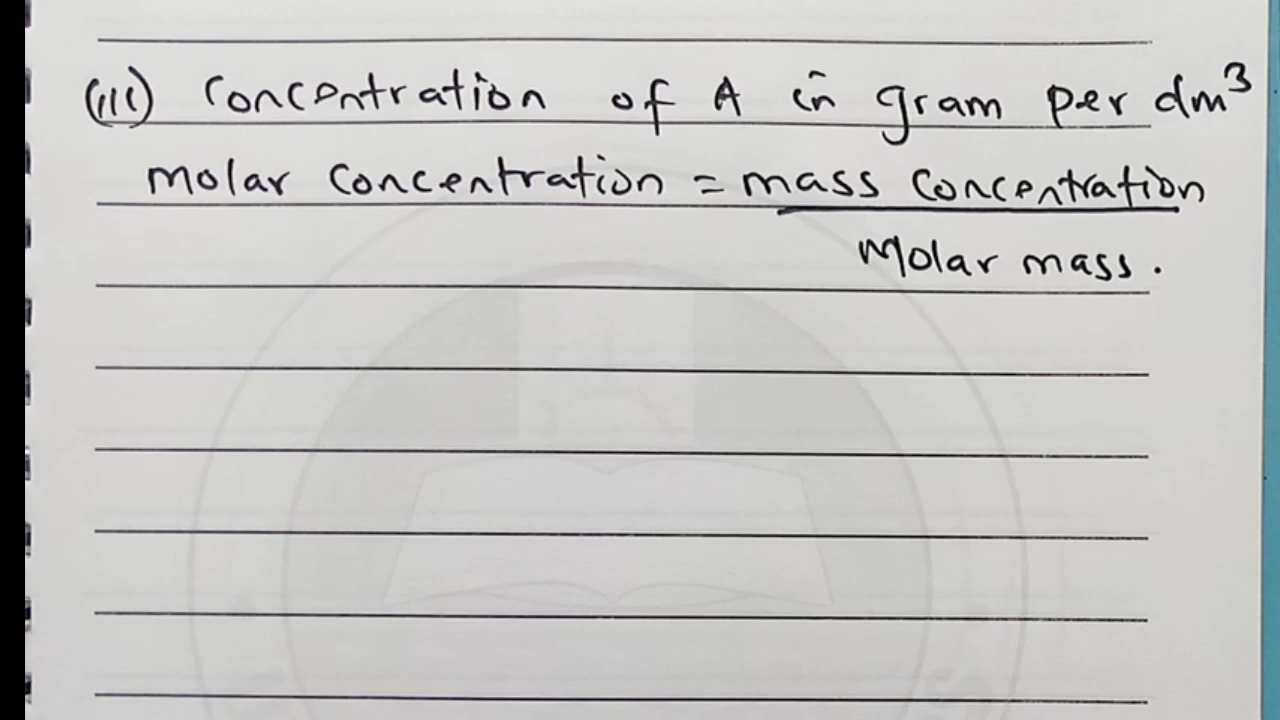 (iii) Concentration of A in gram per dm³
molar concentration = mass concentration
Molar mass.